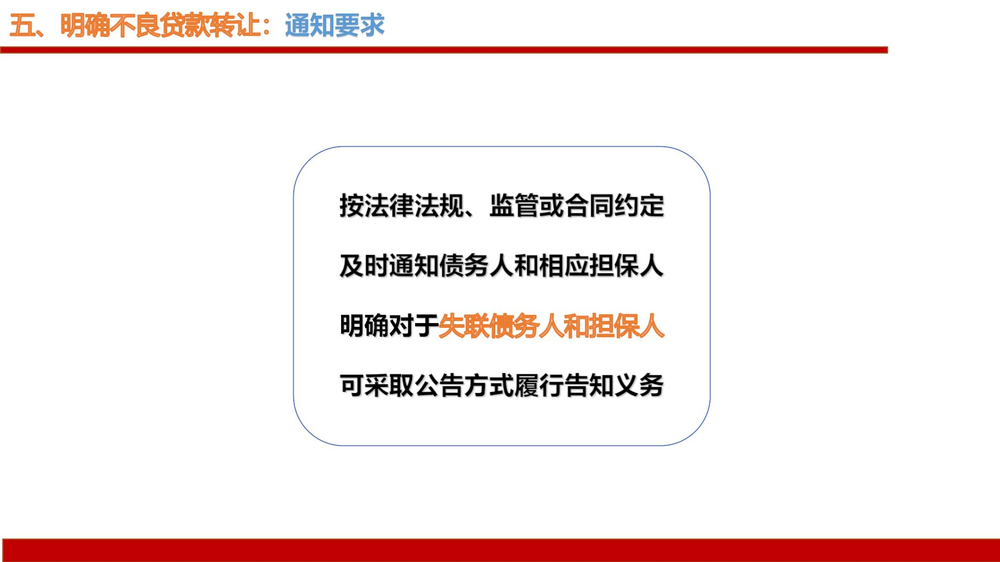 五、明确不良贷款转让：通知要求
按法律法规、监管或合同约定
及时通知债务人和相应担保人
明确对于失联债务人和担保人
可采取公告方式履行告知义务